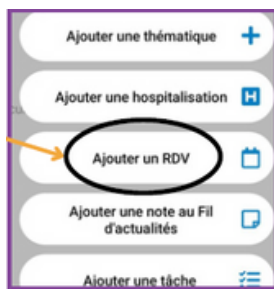 Ajouter une thématique
Ajouter une hospitalisation
H
Ajouter un RDV
Ajouter une note au Fil
d'actualités
Ajouter une tâche